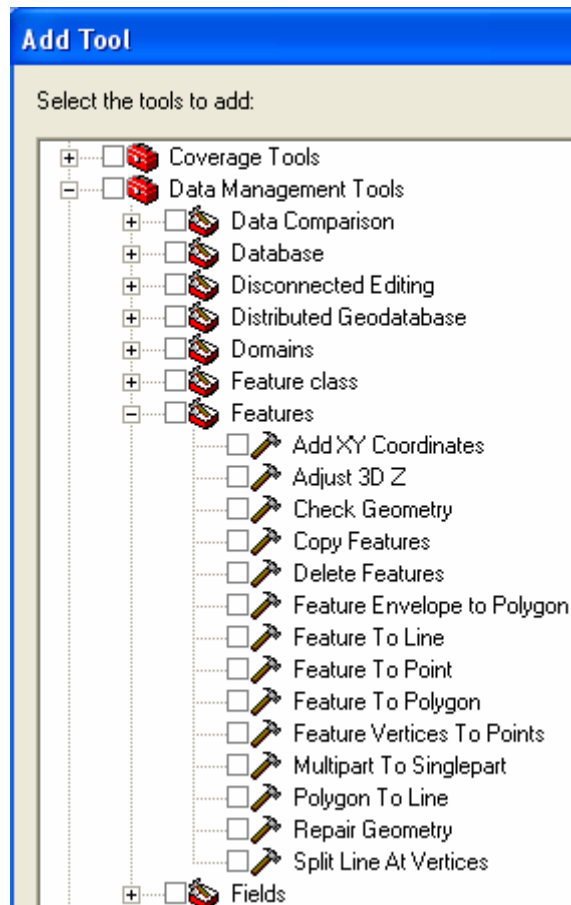 Add Tool
Select the tools to add:
Coverage Tools
Data Management Tools
Data Comparison
Database
Disconnected Editing
Distributed Geodatabase
Domains
Feature class
Features
Add XY Coordinates
Adjust 3D Z
Check Geometry
Copy Features
Delete Features
Feature Envelope to Polygon
Feature To Line
Feature To Point
Feature To Polygon
Feature Vertices To Points
Multipart To Singlepart
Polygon To Line
Repair Geometry
Split Line At Vertices
Fields